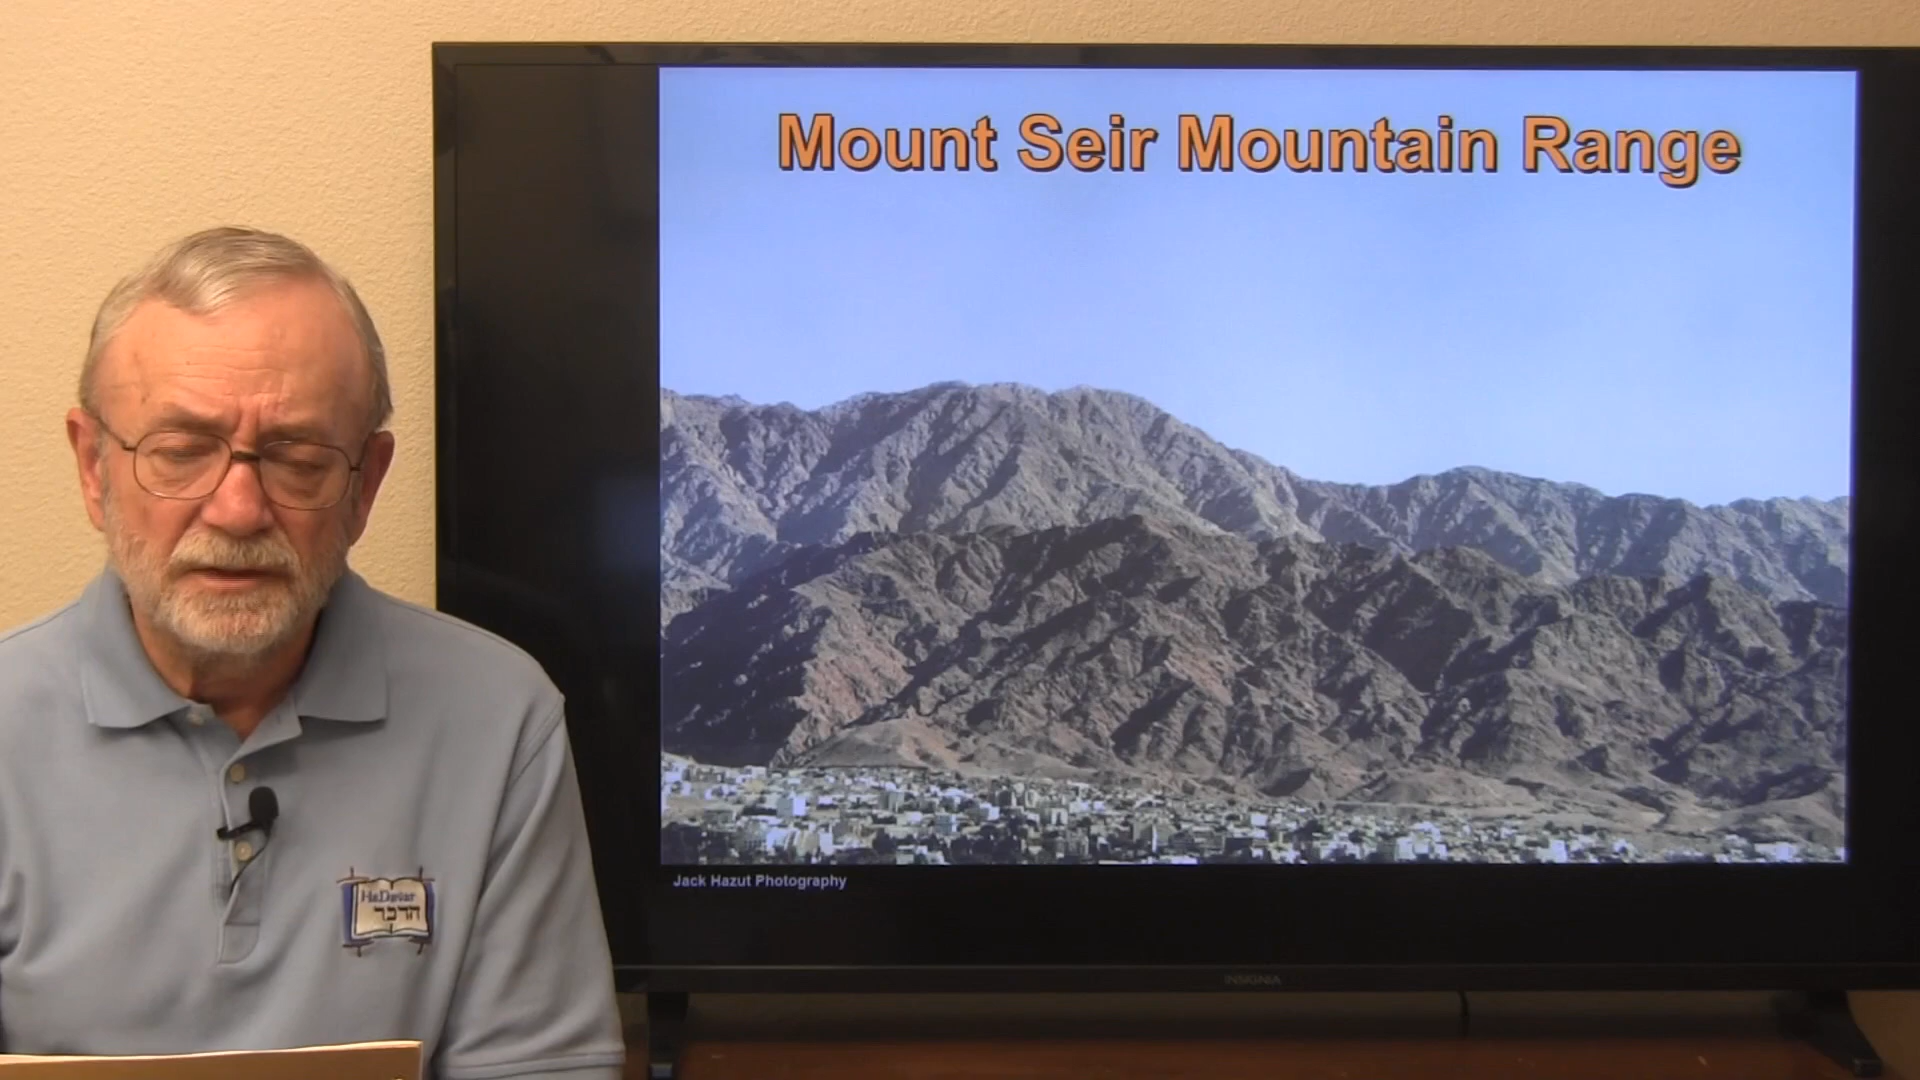 Mount Seir Mountain Range
Jack Hazut Photography
HaDavar
הדבר
INSIGNIA